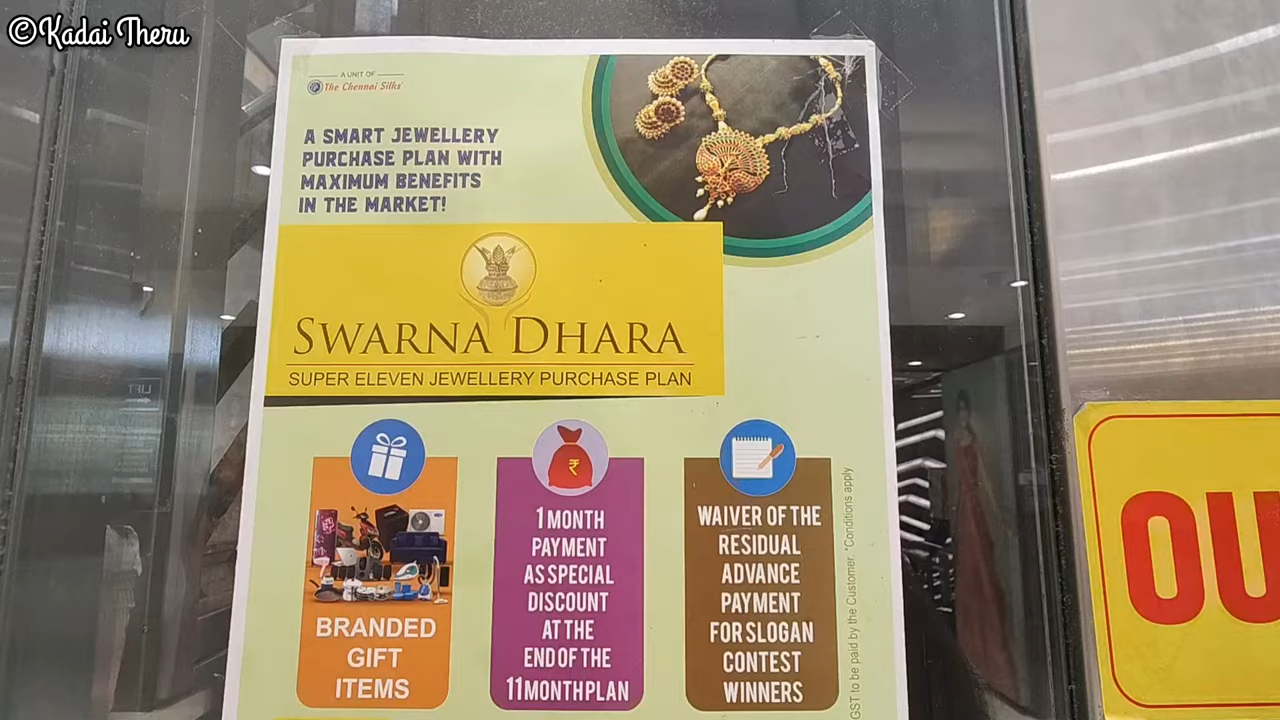 ©Kadai Theru
A UNIT OF
The Chennai Silks
A SMART JEWELLERY
PURCHASE PLAN WITH
MAXIMUM BENEFITS
IN THE MARKET!
SWARNA DHARA
SUPER ELEVEN JEWELLERY PURCHASE PLAN
BRANDED
GIFT
ITEMS
₹
1 MONTH
PAYMENT
AS SPECIAL
DISCOUNT
AT THE
END OF THE
11 MONTH PLAN
WAIVER OF THE
RESIDUAL
ADVANCE
PAYMENT
FOR SLOGAN
CONTEST
WINNERS
GST to be paid by the Customer. *Conditions apply
LIFT
OU